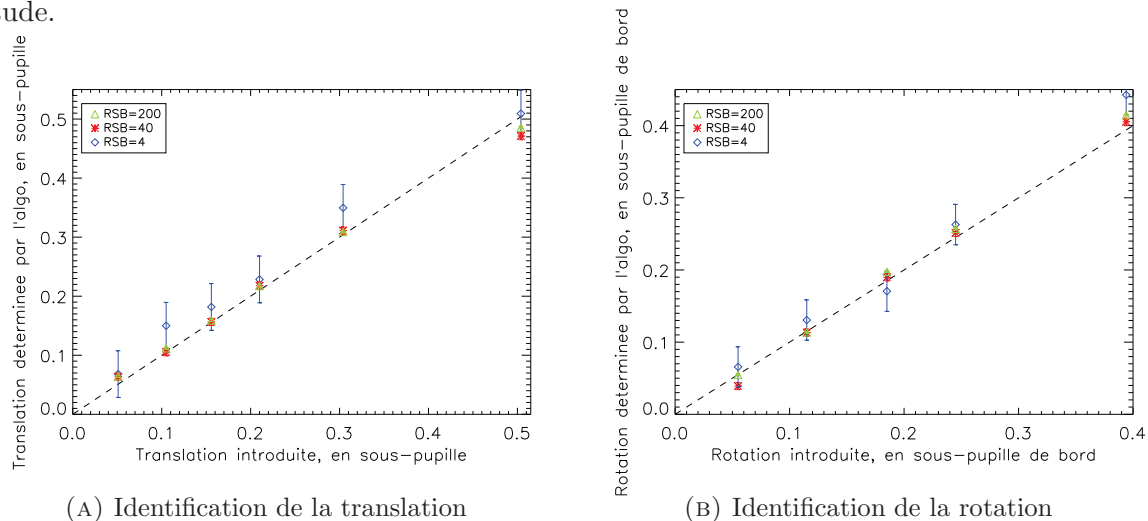 sude.
Translation determinee par l'algo, en sous-pupille
RSB=200
RSB=40
RSB=4
0.5
0.4
0.3
0.2
0.1
0.0
0.0 0.1 0.2 0.3 0.4 0.5
Translation introduite, en sous-pupille
(A) Identification de la translation
Rotation determinee par l'algo, en sous-pupille de bord
RSB=200
RSB=40
RSB=4
0.4
0.3
0.2
0.1
0.0
0.0 0.1 0.2 0.3 0.4
Rotation introduite, en sous-pupille de bord
(B) Identification de la rotation